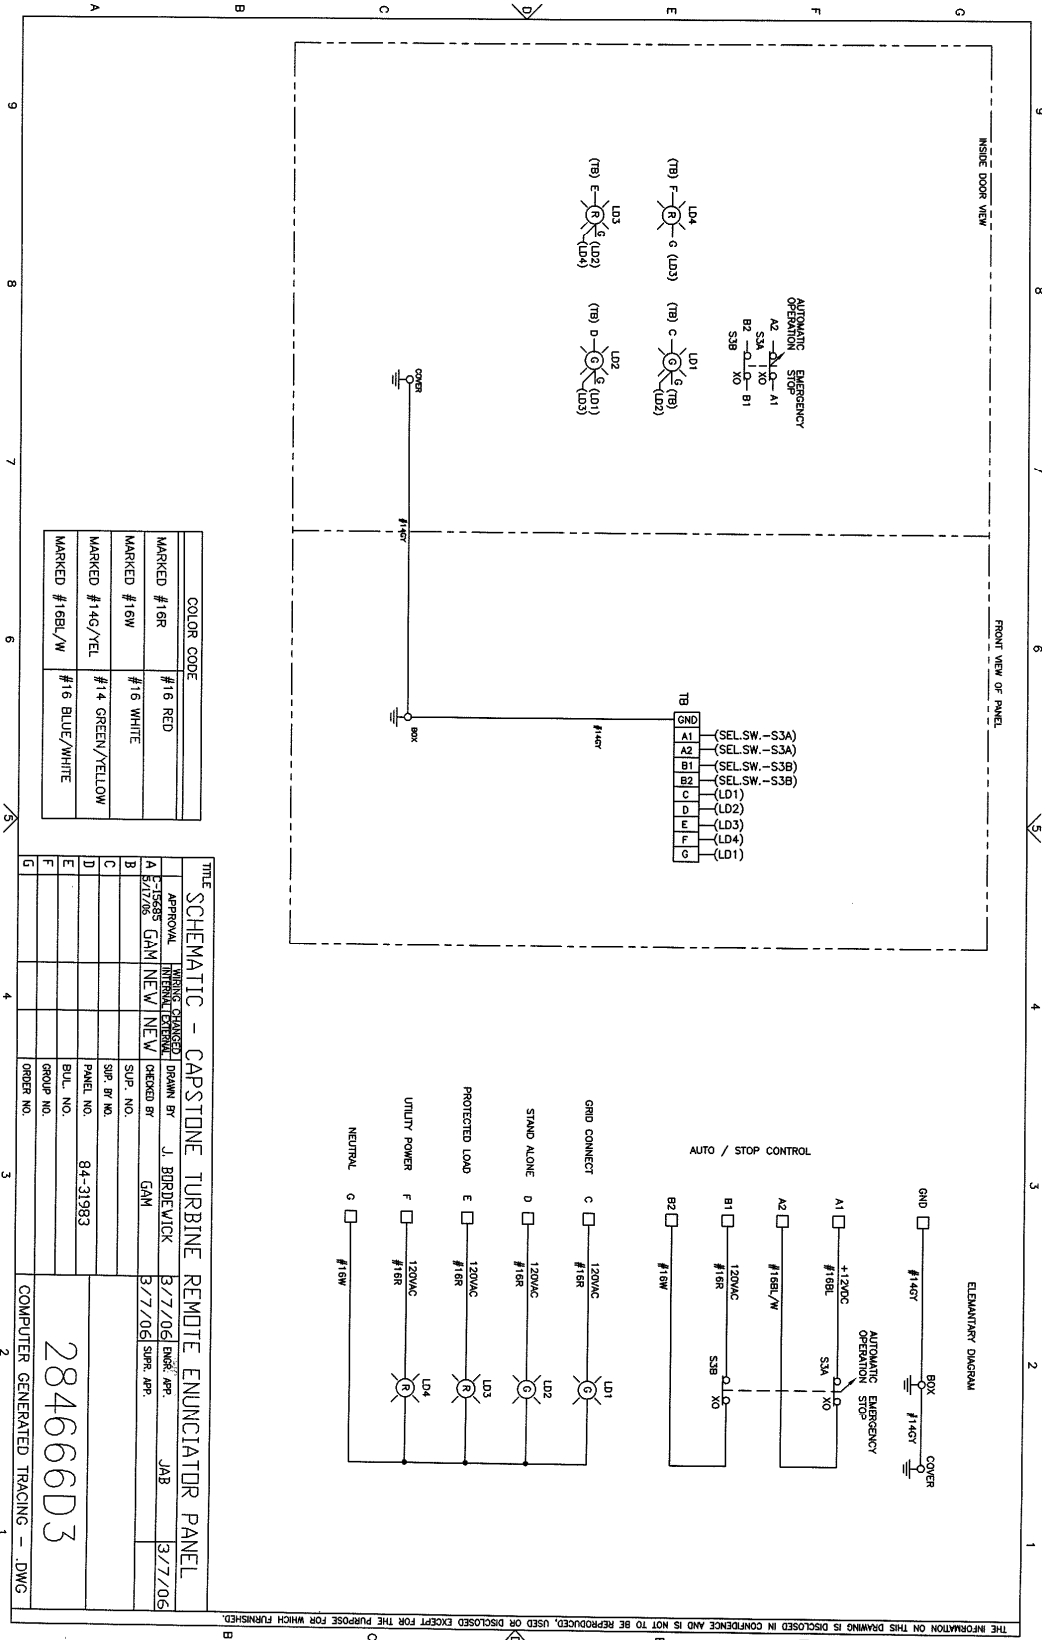 THE INFORMATION ON THIS DRAWING IS DISCLOSED IN CONFIDENCE AND IS NOT TO BE REPRODUCED, USED OR DISCLOSED EXCEPT FOR THE PURPOSE FOR WHICH FURNISHED.
9 8 7 6 5 4 3 2 1
G
F
E
D
C
B
A
INSIDE DOOR VIEW
AUTOMATIC OPERATION
EMERGENCY STOP
A2 A1
S3A XO
B2 B1
S3B XO
LD4
(TB) F R G (LD3)
LD1
(TB) C G G (TB)
(LD2)
LD3
(TB) E R G (LD2)
(LD4)
LD2
(TB) D G G (LD1)
(LD3)
COVER
#14GY
BOX
#14GY
FRONT VIEW OF PANEL
TB
GND
A1 (SEL.SW.-S3A)
A2 (SEL.SW.-S3A)
B1 (SEL.SW.-S3B)
B2 (SEL.SW.-S3B)
C (LD1)
D (LD2)
E (LD3)
F (LD4)
G (LD1)
ELEMANTARY DIAGRAM
GND #14GY BOX #14GY COVER
AUTOMATIC OPERATION
EMERGENCY STOP
AUTO / STOP CONTROL
A1 +12VDC #16BL S3A XO
A2 #16BL/W
B1 120VAC #16R S3B XO
B2 #16W
GRID CONNECT C 120VAC #16R G LD1
STAND ALONE D 120VAC #16R G LD2
PROTECTED LOAD E 120VAC #16R R LD3
UTILITY POWER F 120VAC #16R R LD4
NEUTRAL G #16W
COLOR CODE
MARKED #16R #16 RED
MARKED #16W #16 WHITE
MARKED #14G/YEL #14 GREEN/YELLOW
MARKED #16BL/W #16 BLUE/WHITE
TITLE SCHEMATIC - CAPSTONE TURBINE REMOTE ENUNCIATOR PANEL
APPROVAL WIRING CHANGED INTERNAL EXTERNAL
A C-15685 5/17/06 GAM NEW NEW
B
C
D
E
F
G
DRAWN BY J. BORDEWICK 3/7/06 ENGR. APP. JAB 3/7/06
CHECKED BY GAM 3/7/06 SUPR. APP.
SUP. NO.
SUP. BY NO.
PANEL NO. 84-31983
BUL. NO.
GROUP NO.
ORDER NO.
284666D3
COMPUTER GENERATED TRACING - .DWG